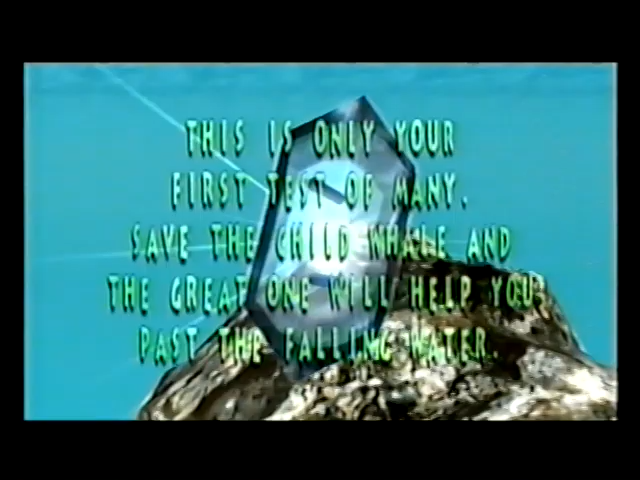 THIS IS ONLY YOUR
FIRST TEST OF MANY.
SAVE THE CHILD WHALE AND
THE GREAT ONE WILL HELP YOU
PAST THE FALLING WATER.